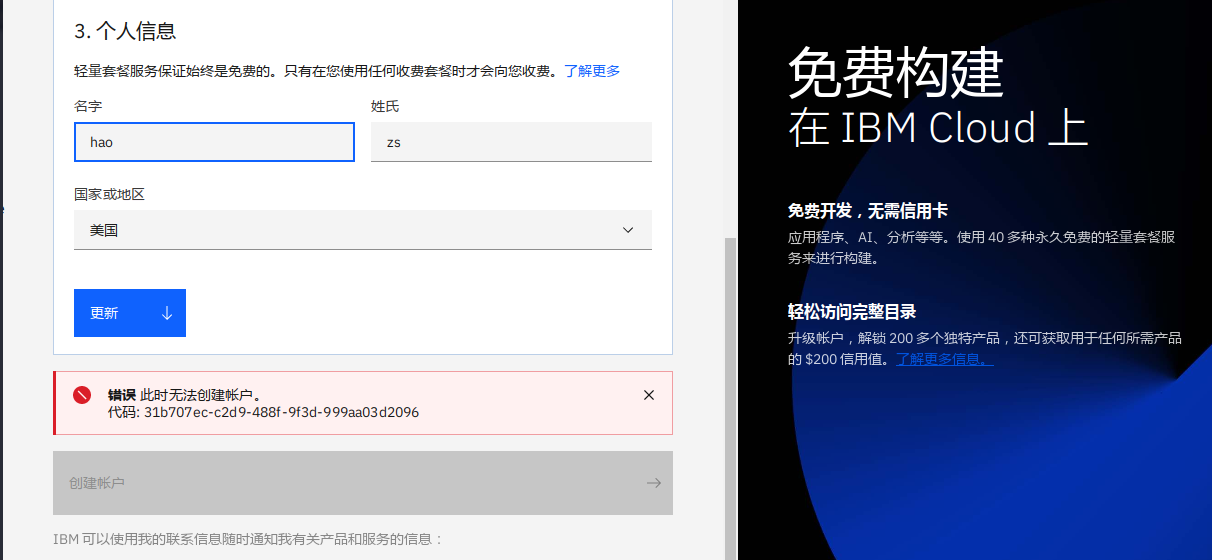 3. 个人信息
轻量套餐服务保证始终是免费的。只有在您使用任何收费套餐时才会向您收费。了解更多
名字
姓氏
hao
zs
国家或地区
美国
更新
错误 此时无法创建帐户。
代码: 31b707ec-c2d9-488f-9f3d-999aa03d2096
创建帐户
IBM 可以使用我的联系信息随时通知我有关产品和服务的信息：
免费构建
在 IBM Cloud 上
免费开发，无需信用卡
应用程序、AI、分析等等。使用 40 多种永久免费的轻量套餐服
务来进行构建。
轻松访问完整目录
升级帐户，解锁 200 多个独特产品，还可获取用于任何所需产品
的 $200 信用值。了解更多信息。